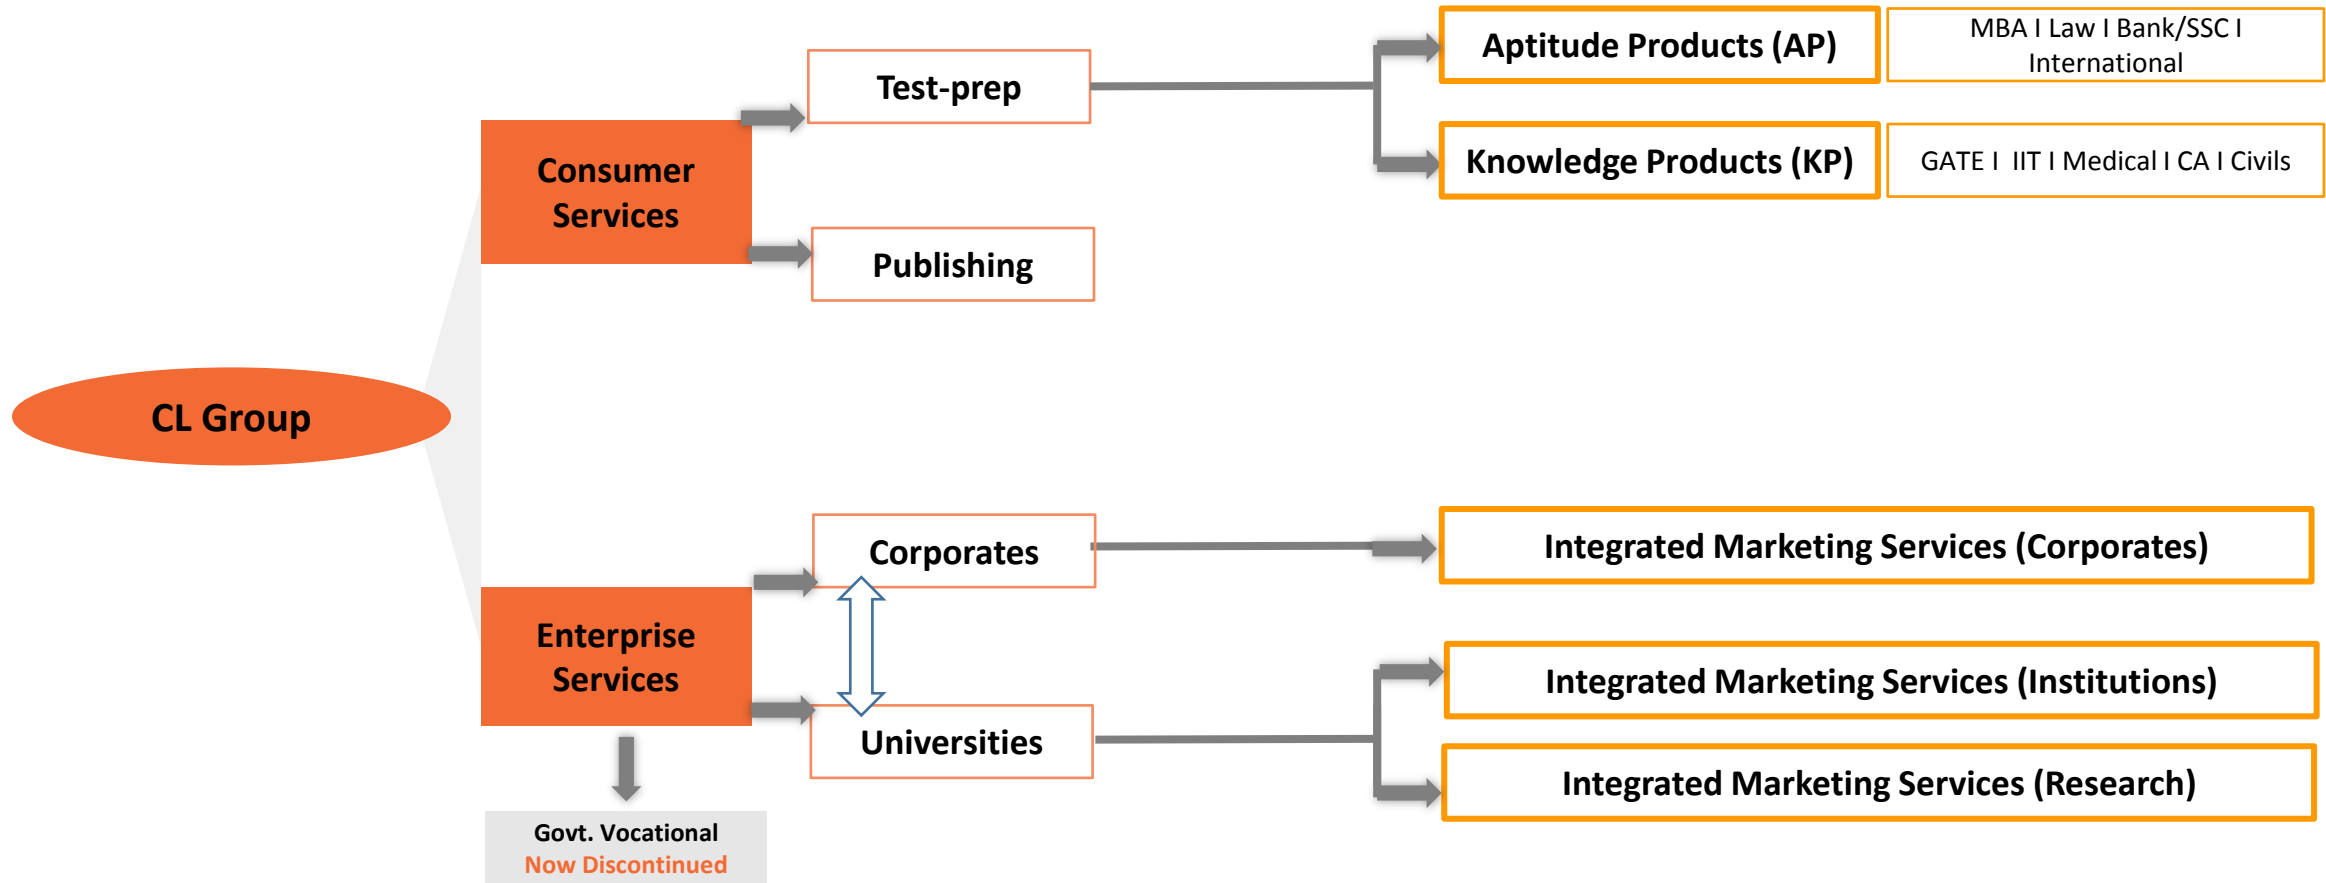 CL Group
Consumer
Services
Test-prep
Aptitude Products (AP)
MBA I Law I Bank/SSC I
International
Knowledge Products (KP)
GATE I  IIT I Medical I CA I Civils
Publishing
Enterprise
Services
Corporates
Integrated Marketing Services (Corporates)
Universities
Integrated Marketing Services (Institutions)
Integrated Marketing Services (Research)
Govt. Vocational
Now Discontinued